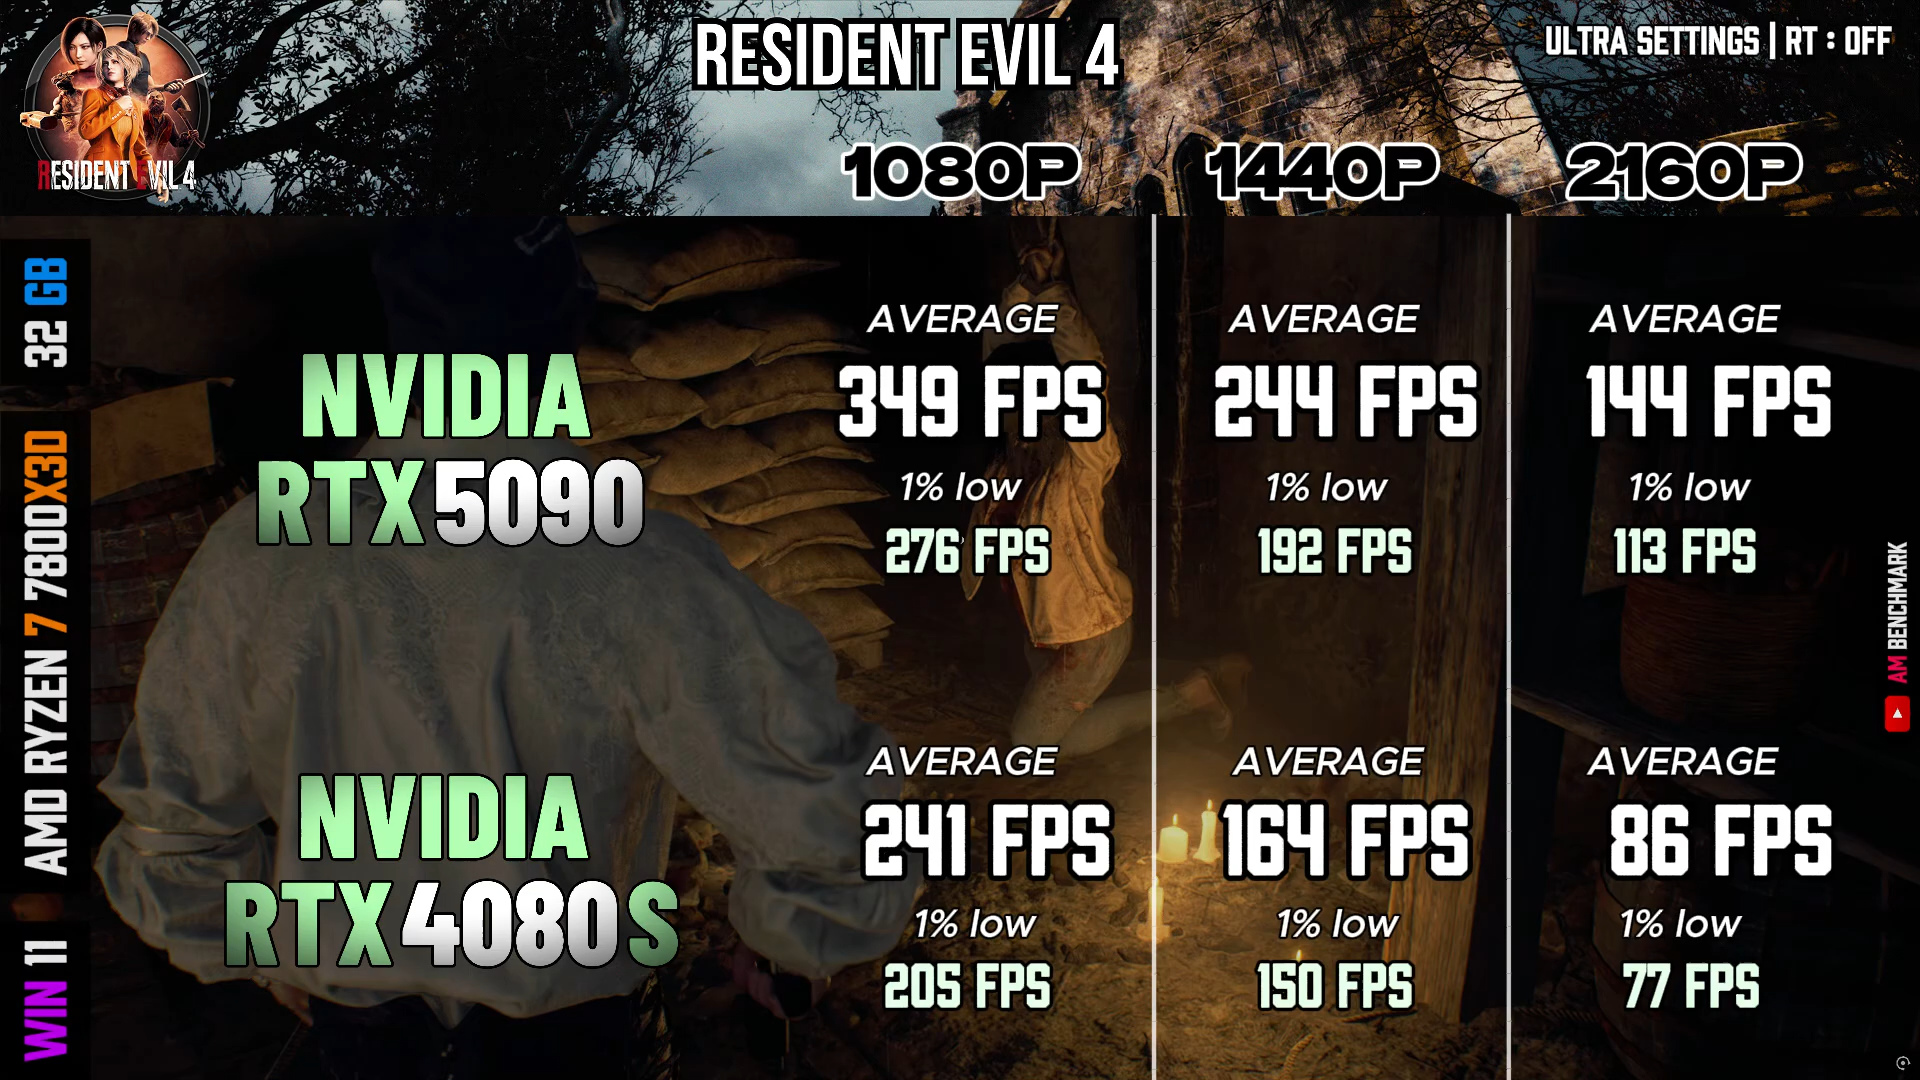 RESIDENT EVIL 4
ULTRA SETTINGS | RT : OFF
RESIDENT EVIL 4
1080P 1440P 2160P
32 GB
AMD RYZEN 7 7800X3D
WIN 11
NVIDIA
RTX 5090
AVERAGE AVERAGE AVERAGE
349 FPS 244 FPS 144 FPS
1% low 1% low 1% low
276 FPS 192 FPS 113 FPS
AM BENCHMARK
NVIDIA
RTX 4080 S
AVERAGE AVERAGE AVERAGE
241 FPS 164 FPS 86 FPS
1% low 1% low 1% low
205 FPS 150 FPS 77 FPS